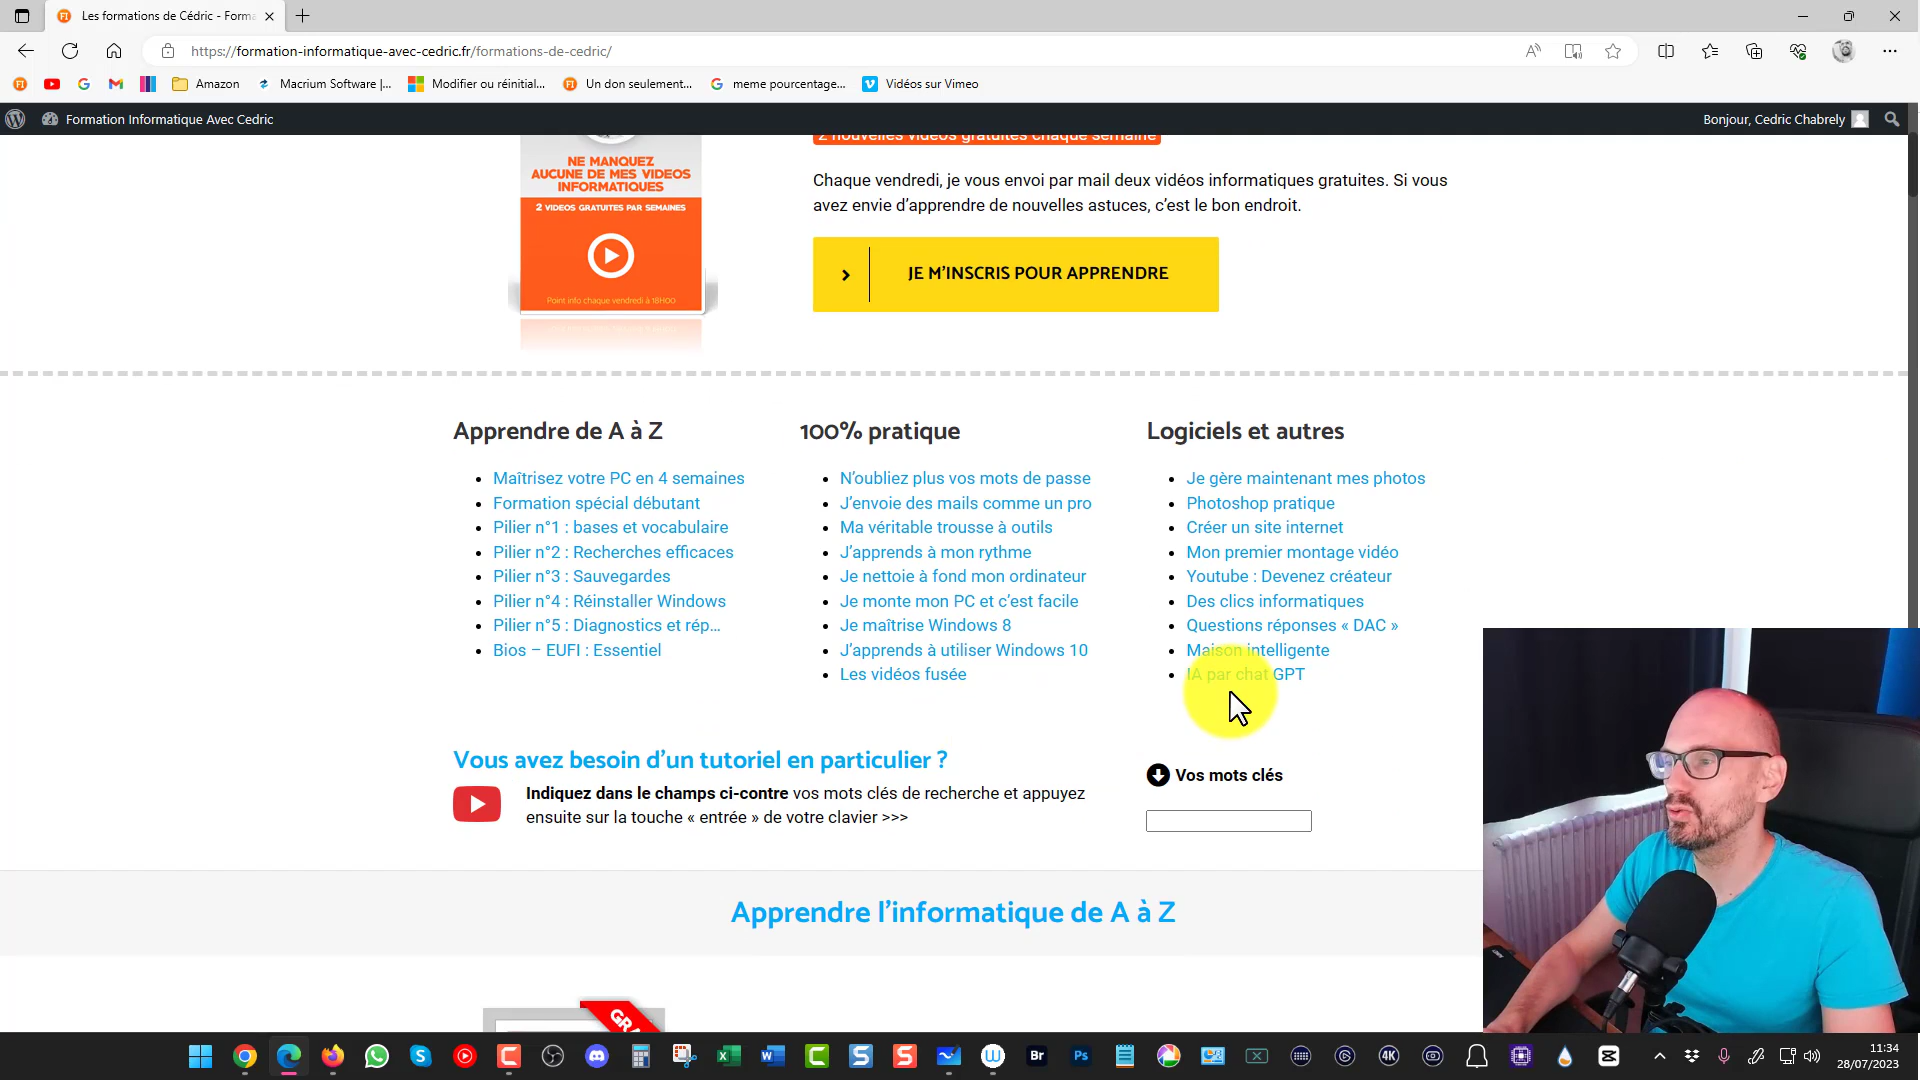 Les formations de Cédric - Forma
https://formation-informatique-avec-cedric.fr/formations-de-cedric/
Amazon
Macrium Software |...
Modifier ou réinitial...
Un don seulement...
meme pourcentage...
Vidéos sur Vimeo
Formation Informatique Avec Cedric
Bonjour, Cedric Chabrely
2 nouvelles vidéos gratuites chaque semaine
NE MANQUEZ
AUCUNE DE MES VIDEOS
INFORMATIQUES
2 VIDEOS GRATUITES PAR SEMAINES
Point info chaque vendredi à 18H00
Chaque vendredi, je vous envoi par mail deux vidéos informatiques gratuites. Si vous
avez envie d’apprendre de nouvelles astuces, c’est le bon endroit.
JE M’INSCRIS POUR APPRENDRE
Apprendre de A à Z
Maîtrisez votre PC en 4 semaines
Formation spécial débutant
Pilier n°1 : bases et vocabulaire
Pilier n°2 : Recherches efficaces
Pilier n°3 : Sauvegardes
Pilier n°4 : Réinstaller Windows
Pilier n°5 : Diagnostics et rép...
Bios – EUFI : Essentiel
100% pratique
N’oubliez plus vos mots de passe
J’envoie des mails comme un pro
Ma véritable trousse à outils
J’apprends à mon rythme
Je nettoie à fond mon ordinateur
Je monte mon PC et c’est facile
Je maîtrise Windows 8
J’apprends à utiliser Windows 10
Les vidéos fusée
Logiciels et autres
Je gère maintenant mes photos
Photoshop pratique
Créer un site internet
Mon premier montage vidéo
Youtube : Devenez créateur
Des clics informatiques
Questions réponses « DAC »
Maison intelligente
IA par chat GPT
Vous avez besoin d’un tutoriel en particulier ?
Indiquez dans le champs ci-contre vos mots clés de recherche et appuyez
ensuite sur la touche « entrée » de votre clavier >>>
Vos mots clés
Apprendre l’informatique de A à Z
GRA
11:34
28/07/2023